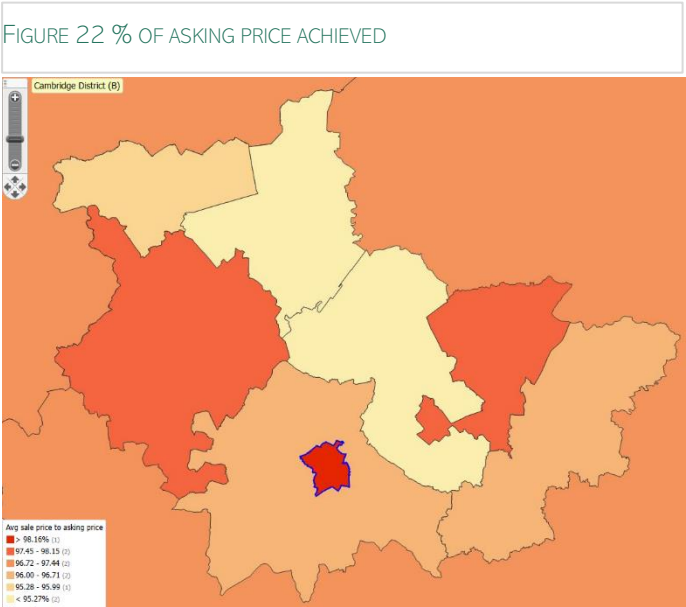 FIGURE 22 % OF ASKING PRICE ACHIEVED
Cambridge District (B)
Avg sale price to asking price
> 98.16% (1)
97.45 - 98.15 (2)
96.72 - 97.44 (2)
96.00 - 96.71 (2)
95.28 - 95.99 (1)
< 95.27% (2)